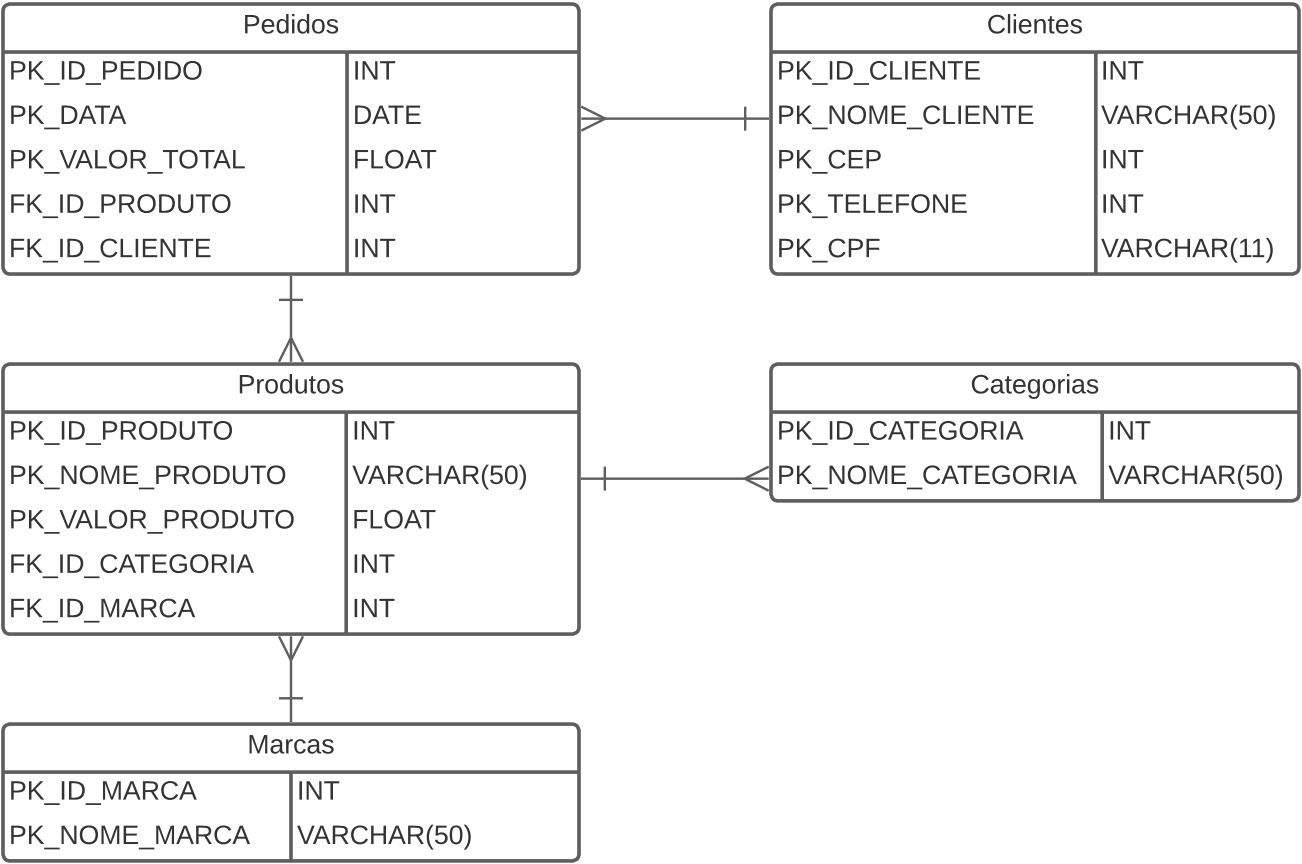 Pedidos
PK_ID_PEDIDO INT
PK_DATA DATE
PK_VALOR_TOTAL FLOAT
FK_ID_PRODUTO INT
FK_ID_CLIENTE INT
Clientes
PK_ID_CLIENTE INT
PK_NOME_CLIENTE VARCHAR(50)
PK_CEP INT
PK_TELEFONE INT
PK_CPF VARCHAR(11)
Produtos
PK_ID_PRODUTO INT
PK_NOME_PRODUTO VARCHAR(50)
PK_VALOR_PRODUTO FLOAT
FK_ID_CATEGORIA INT
FK_ID_MARCA INT
Categorias
PK_ID_CATEGORIA INT
PK_NOME_CATEGORIA VARCHAR(50)
Marcas
PK_ID_MARCA INT
PK_NOME_MARCA VARCHAR(50)